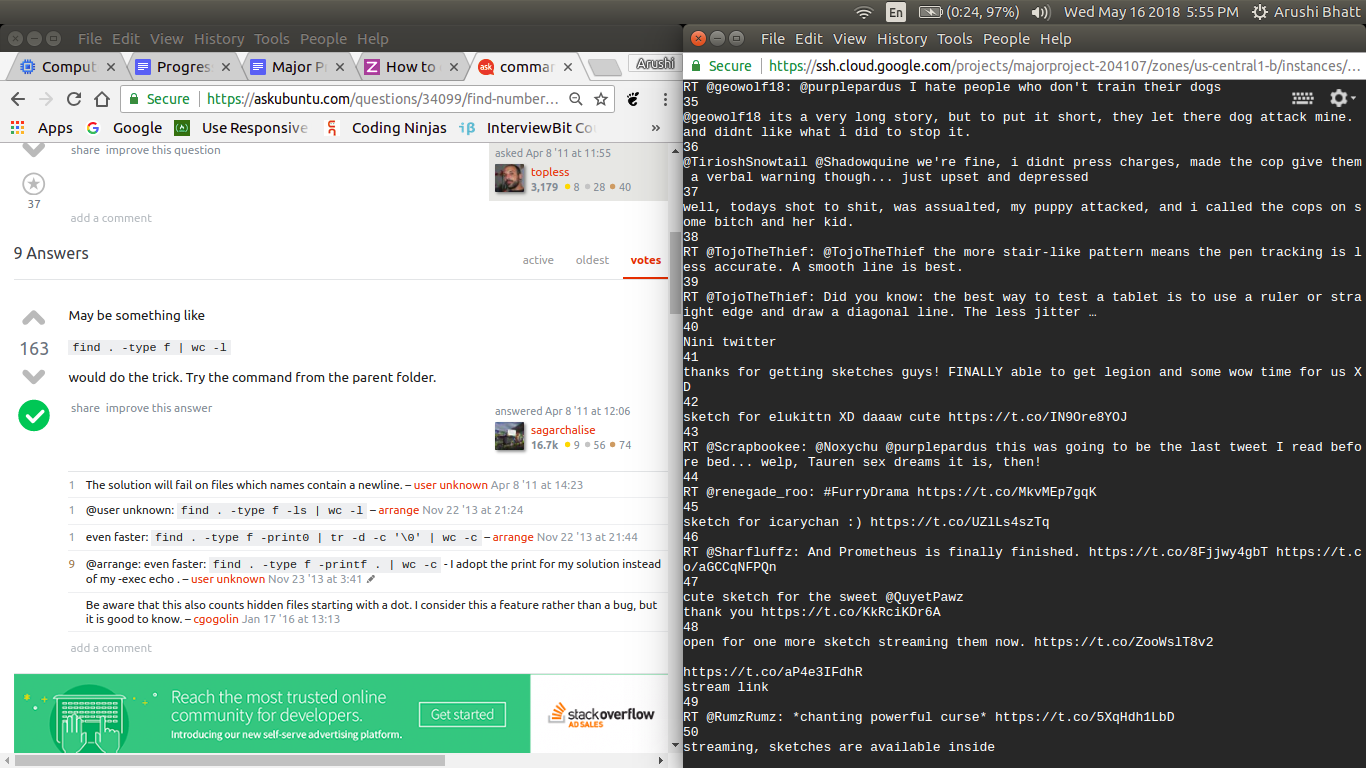 En (0:24, 97%) Wed May 16 2018 5:55 PM Arushi Bhatt
File Edit View History Tools People Help
Comput Progres Major P How to comman Arushi
Secure https://askubuntu.com/questions/34099/find-number...
Apps Google Use Responsive Coding Ninjas InterviewBit Co »
share improve this question
asked Apr 8 '11 at 11:55
topless
3,179 8 28 40
37
add a comment
9 Answers
active oldest votes
May be something like
163
find . -type f | wc -l
would do the trick. Try the command from the parent folder.
share improve this answer
answered Apr 8 '11 at 12:06
sagarchalise
16.7k 9 56 74
1 The solution will fail on files which names contain a newline. – user unknown Apr 8 '11 at 14:23
1 @user unknown: find . -type f -ls | wc -l – arrange Nov 22 '13 at 21:24
1 even faster: find . -type f -print0 | tr -d -c '\0' | wc -c – arrange Nov 22 '13 at 21:44
9 @arrange: even faster: find . -type f -printf . | wc -c - I adopt the print for my solution instead
of my -exec echo . – user unknown Nov 23 '13 at 3:41
Be aware that this also counts hidden files starting with a dot. I consider this a feature rather than a bug, but
it is good to know. – cgogolin Jan 17 '16 at 13:13
add a comment
Reach the most trusted online
community for developers.
Introducing our new self-serve advertising platform.
Get started
stackoverflow
AD SALES
File Edit View History Tools People Help
Secure https://ssh.cloud.google.com/projects/majorproject-204107/zones/us-central1-b/instances/...
RT @geowolf18: @purplepardus I hate people who don't train their dogs
35
@geowolf18 its a very long story, but to put it short, they let there dog attack mine.
and didnt like what i did to stop it.
36
@TirioshSnowtail @Shadowquine we're fine, i didnt press charges, made the cop give them
a verbal warning though... just upset and depressed
37
well, todays shot to shit, was assualted, my puppy attacked, and i called the cops on s
ome bitch and her kid.
38
RT @TojoTheThief: @TojoTheThief the more stair-like pattern means the pen tracking is l
ess accurate. A smooth line is best.
39
RT @TojoTheThief: Did you know: the best way to test a tablet is to use a ruler or stra
ight edge and draw a diagonal line. The less jitter …
40
Nini twitter
41
thanks for getting sketches guys! FINALLY able to get legion and some wow time for us X
D
42
sketch for elukittn XD daaaw cute https://t.co/IN9Ore8YOJ
43
RT @Scrapbookee: @Noxychu @purplepardus this was going to be the last tweet I read befo
re bed... welp, Tauren sex dreams it is, then!
44
RT @renegade_roo: #FurryDrama https://t.co/MkvMEp7gqK
45
sketch for icarychan :) https://t.co/UZlLs4szTq
46
RT @Sharfluffz: And Prometheus is finally finished. https://t.co/8Fjjwy4gbT https://t.c
o/aGCCqNFPQn
47
cute sketch for the sweet @QuyetPawz
thank you https://t.co/KkRciKDr6A
48
open for one more sketch streaming them now. https://t.co/ZooWslT8v2
https://t.co/aP4e3IFdhR
stream link
49
RT @RumzRumz: *chanting powerful curse* https://t.co/5XqHdh1LbD
50
streaming, sketches are available inside